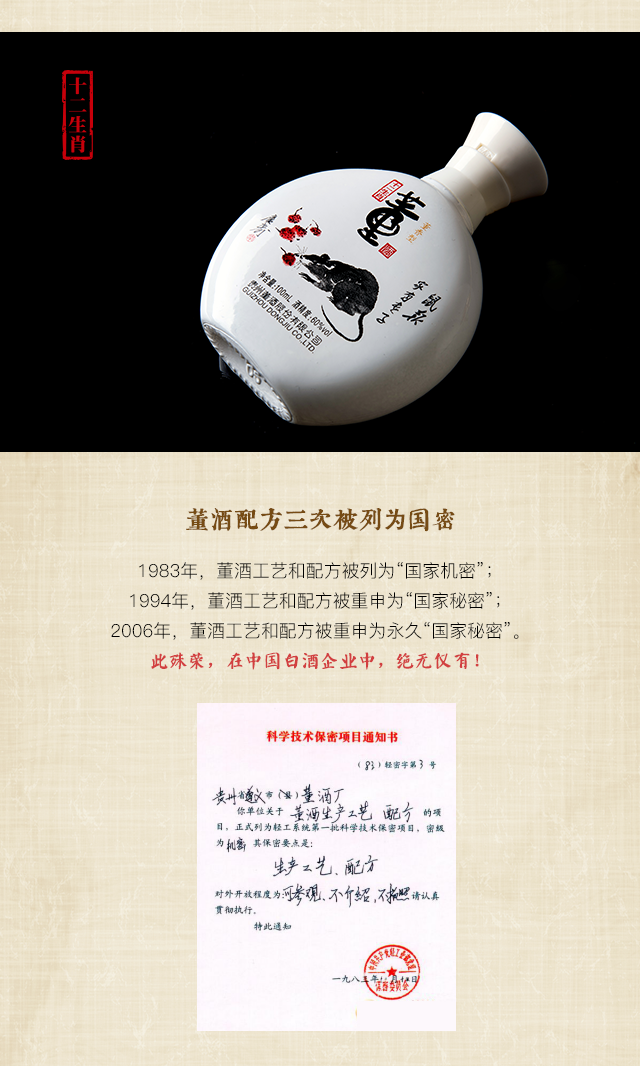 十二生肖
董
董香型
鼠报
净含量:100mL 酒精度:60%vol
贵州董酒股份有限公司
GUIZHOU DONGJIU CO.,LTD.
董酒配方三次被列为国密
1983年，董酒工艺和配方被列为“国家机密”；
1994年，董酒工艺和配方被重申为“国家秘密”；
2006年，董酒工艺和配方被重申为永久“国家秘密”。
此殊荣，在中国白酒企业中，绝无仅有！
科学技术保密项目通知书
（83）轻密字第3号
贵州省遵义市（县）董酒厂
你单位关于 董酒生产工艺 配方 的项
目，正式列为轻工系统第一批科学技术保密项目，密级
为机密 其保密要点是：
生产工艺、配方
对外开放程度为：可参观、不介绍，不拍照 请认真
贯彻执行。
特此通知
一九八三年